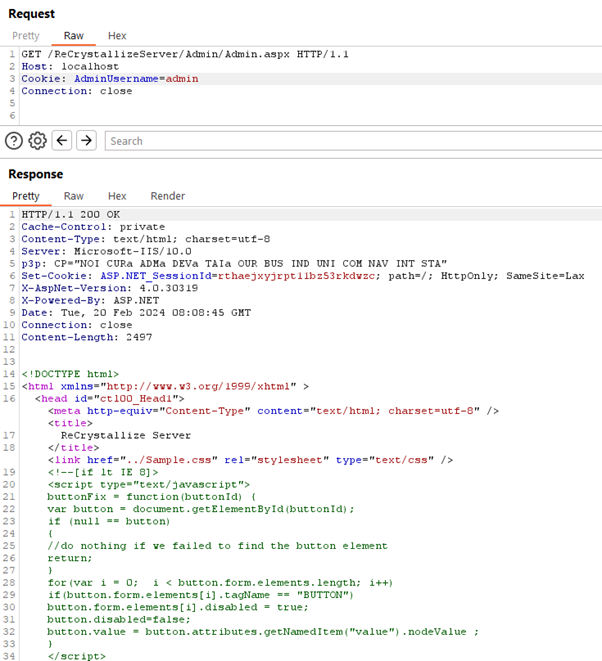 Request
Pretty Raw Hex
1 GET /ReCrystallizeServer/Admin/Admin.aspx HTTP/1.1
2 Host: localhost
3 Cookie: AdminUsername=admin
4 Connection: close
5
6
Search
Response
Pretty Raw Hex Render
1 HTTP/1.1 200 OK
2 Cache-Control: private
3 Content-Type: text/html; charset=utf-8
4 Server: Microsoft-IIS/10.0
5 p3p: CP="NOI CURa ADMa DEVa TAIa OUR BUS IND UNI COM NAV INT STA"
6 Set-Cookie: ASP.NET_SessionId=rthaejxyjrpt11bz53rkdwzc; path=/; HttpOnly; SameSite=Lax
7 X-AspNet-Version: 4.0.30319
8 X-Powered-By: ASP.NET
9 Date: Tue, 20 Feb 2024 08:08:45 GMT
10 Connection: close
11 Content-Length: 2497
12
13
14 <!DOCTYPE html>
15 <html xmlns="http://www.w3.org/1999/xhtml" >
16 <head id="ctl00_Head1">
<meta http-equiv="Content-Type" content="text/html; charset=utf-8" />
<title>
17 ReCrystallize Server
18 </title>
<link href="../Sample.css" rel="stylesheet" type="text/css" />
19 <!--[if lt IE 8]>
20 <script type="text/javascript">
21 buttonFix = function(buttonId) {
22 var button = document.getElementById(buttonId);
23 if (null == button)
24 {
25 //do nothing if we failed to find the button element
26 return;
27 }
28 for(var i = 0; i < button.form.elements.length; i++)
29 if(button.form.elements[i].tagName == "BUTTON")
30 button.form.elements[i].disabled = true;
31 button.disabled=false;
32 button.value = button.attributes.getNamedItem("value").nodeValue ;
33 }
34 </script>